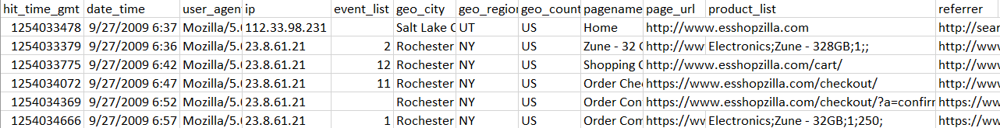 hit_time_gmt date_time user_agen ip event_list geo_city geo_region geo_count pagename page_url product_list referrer
1254033478 9/27/2009 6:37 Mozilla/5.0 112.33.98.231 Salt Lake C UT US Home http://www.esshopzilla.com http://sear
1254033379 9/27/2009 6:36 Mozilla/5.0 23.8.61.21 2 Rochester NY US Zune - 32 G http://ww Electronics;Zune - 328GB;1;; http://ww
1254033775 9/27/2009 6:42 Mozilla/5.0 23.8.61.21 12 Rochester NY US Shopping C http://www.esshopzilla.com/cart/ http://ww
1254034072 9/27/2009 6:47 Mozilla/5.0 23.8.61.21 11 Rochester NY US Order Chec https://www.esshopzilla.com/checkout/ http://ww
1254034369 9/27/2009 6:52 Mozilla/5.0 23.8.61.21 Rochester NY US Order Con https://www.esshopzilla.com/checkout/?a=confirm https://ww
1254034666 9/27/2009 6:57 Mozilla/5.0 23.8.61.21 1 Rochester NY US Order Com https://ww Electronics;Zune - 32GB;1;250; https://ww